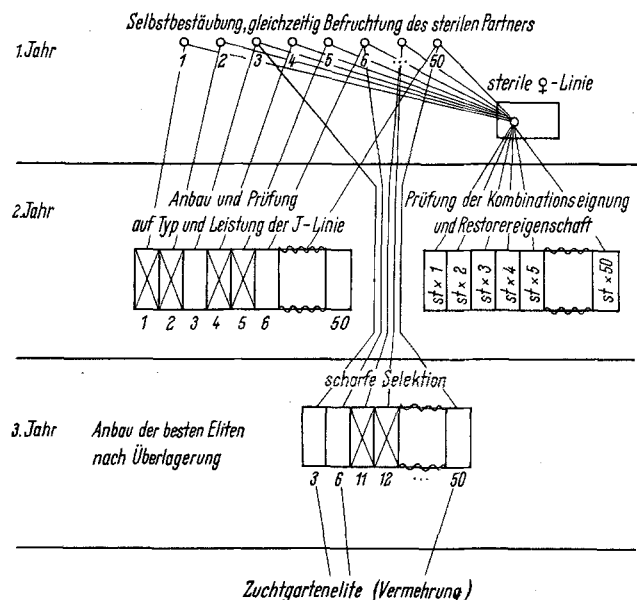 Selbstbestäubung, gleichzeitig Befruchtung des sterilen Partners
1. Jahr
1 2 3 4 5 6 ... 50
sterile ♀-Linie
2. Jahr
Anbau und Prüfung
auf Typ und Leistung der J-Linie
Prüfung der Kombinationseignung
und Restorereigenschaft
st x 1 st x 2 st x 3 st x 4 st x 5 st x 50
1 2 3 4 5 6 50
scharfe Selektion
3. Jahr
Anbau der besten Eliten
nach Überlagerung
3 6 11 12 ... 50
Zuchtgartenelite (Vermehrung)